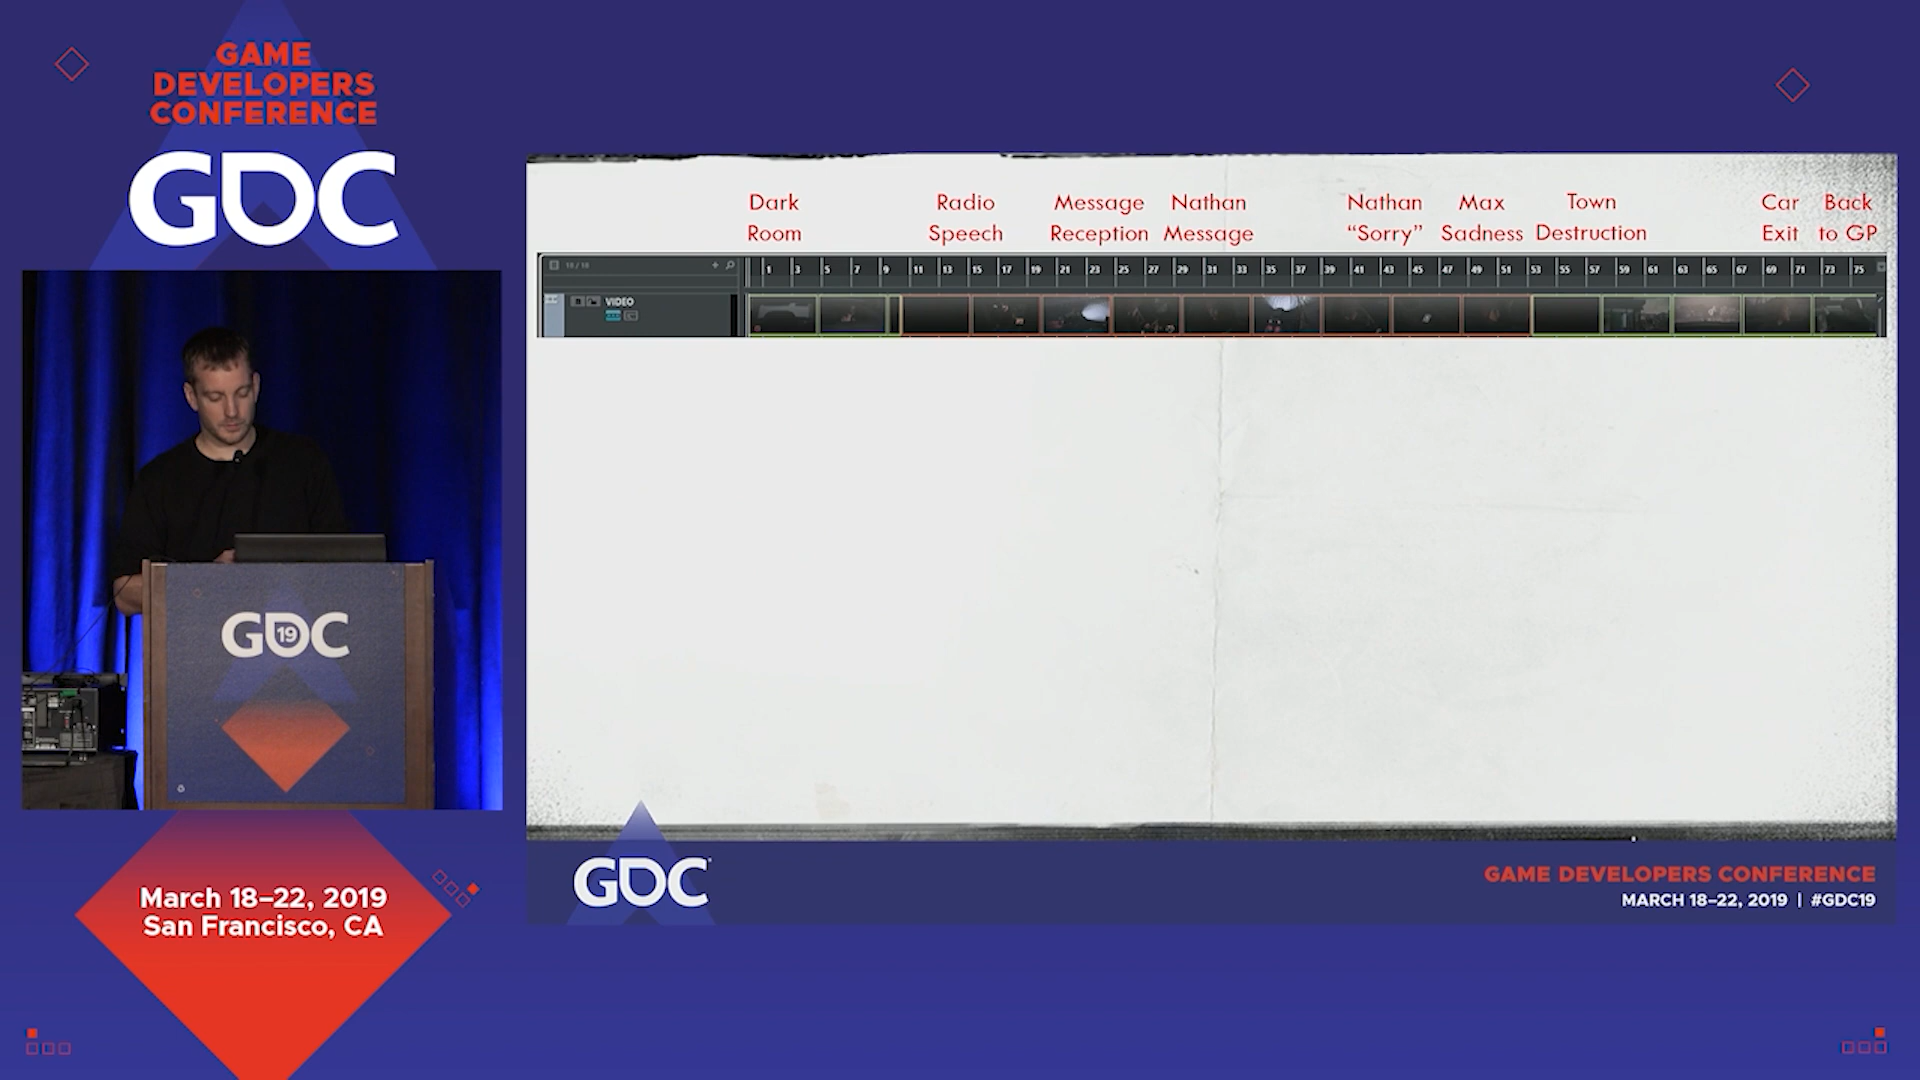 GAME
DEVELOPERS
CONFERENCE
GDC
Dark Room
Radio Speech
Message Reception
Nathan Message
Nathan “Sorry”
Max Sadness
Town Destruction
Car Exit
Back to GP
1 3 5 7 9 11 13 15 17 19 21 23 25 27 29 31 33 35 37 39 41 43 45 47 49 51 53 55 57 59 61 63 65 67 69 71 73 75
VIDEO
GDC
19
March 18–22, 2019
San Francisco, CA
GDC
GAME DEVELOPERS CONFERENCE
MARCH 18–22, 2019 | #GDC19